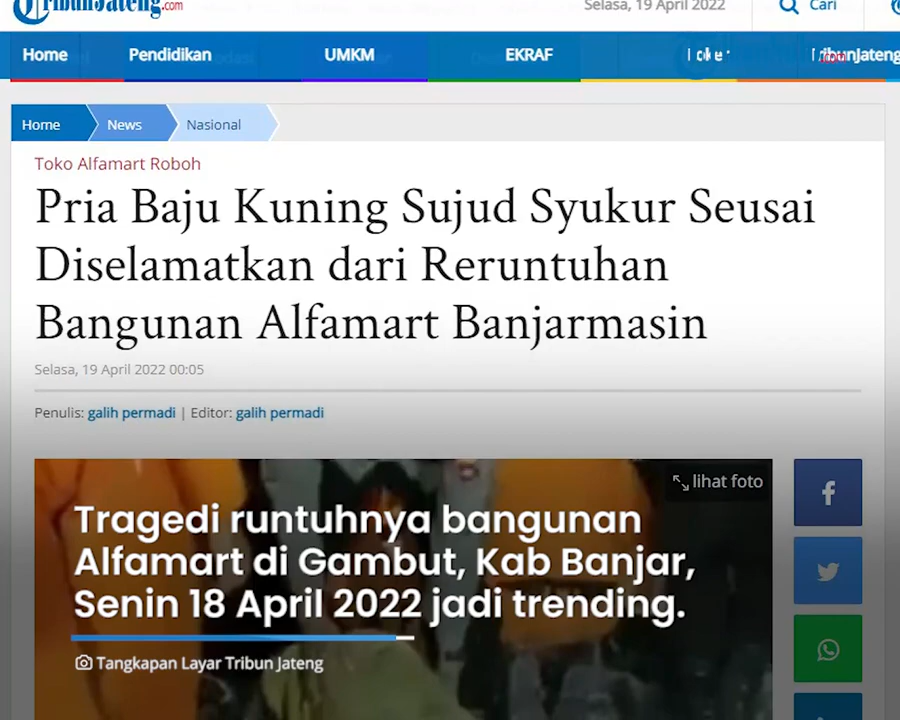 TribunJateng.com
Selasa, 19 April 2022
Cari
Home Pendidikan UMKM EKRAF TribunJateng
Home News Nasional
Toko Alfamart Roboh
Pria Baju Kuning Sujud Syukur Seusai
Diselamatkan dari Reruntuhan
Bangunan Alfamart Banjarmasin
Selasa, 19 April 2022 00:05
Penulis: galih permadi | Editor: galih permadi
lihat foto
Tragedi runtuhnya bangunan
Alfamart di Gambut, Kab Banjar,
Senin 18 April 2022 jadi trending.
Tangkapan Layar Tribun Jateng